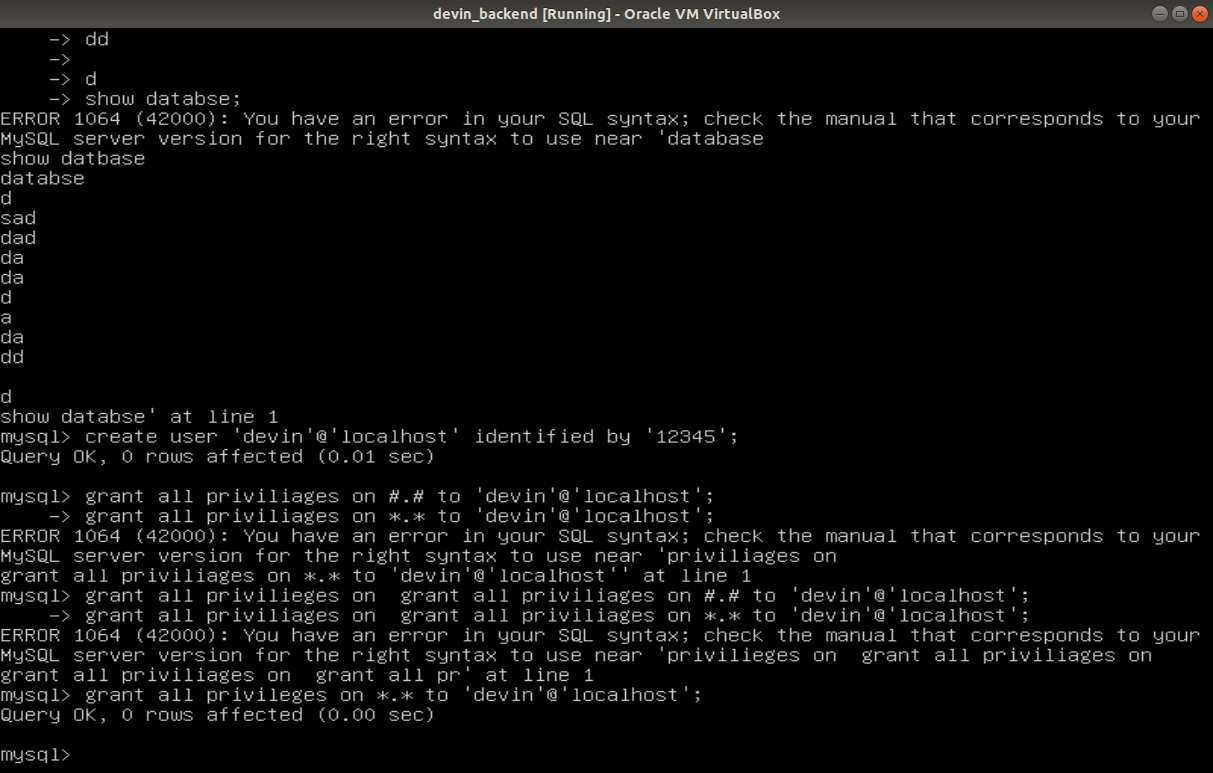 devin_backend [Running] - Oracle VM VirtualBox
-> dd
->
-> d
-> show databse;
ERROR 1064 (42000): You have an error in your SQL syntax; check the manual that corresponds to your
MySQL server version for the right syntax to use near 'database
show datbase
databse
d
sad
dad
da
da
d
a
da
dd
d
show databse' at line 1
mysql> create user 'devin'@'localhost' identified by '12345';
Query OK, 0 rows affected (0.01 sec)
mysql> grant all priviliages on #.# to 'devin'@'localhost';
-> grant all priviliages on *.* to 'devin'@'localhost';
ERROR 1064 (42000): You have an error in your SQL syntax; check the manual that corresponds to your
MySQL server version for the right syntax to use near 'priviliages on
grant all priviliages on *.* to 'devin'@'localhost'' at line 1
mysql> grant all privilieges on  grant all priviliages on #.# to 'devin'@'localhost';
-> grant all priviliages on  grant all priviliages on *.* to 'devin'@'localhost';
ERROR 1064 (42000): You have an error in your SQL syntax; check the manual that corresponds to your
MySQL server version for the right syntax to use near 'privilieges on  grant all priviliages on
grant all priviliages on  grant all pr' at line 1
mysql> grant all privileges on *.* to 'devin'@'localhost';
Query OK, 0 rows affected (0.00 sec)
mysql>